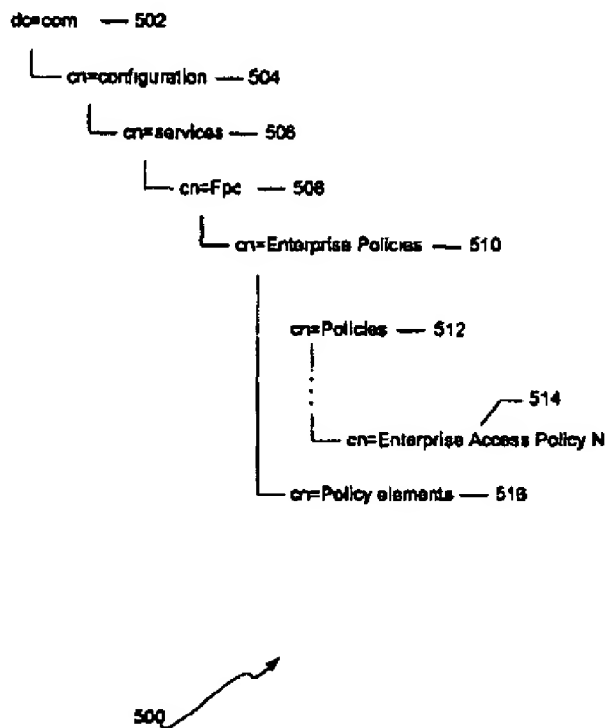 dc=com 502
cn=configuration 504
cn=services 506
cn=Fpc 508
cn=Enterprise Policies 510
cn=Policies 512
514
cn=Enterprise Access Policy N
cn=Policy elements 516
500